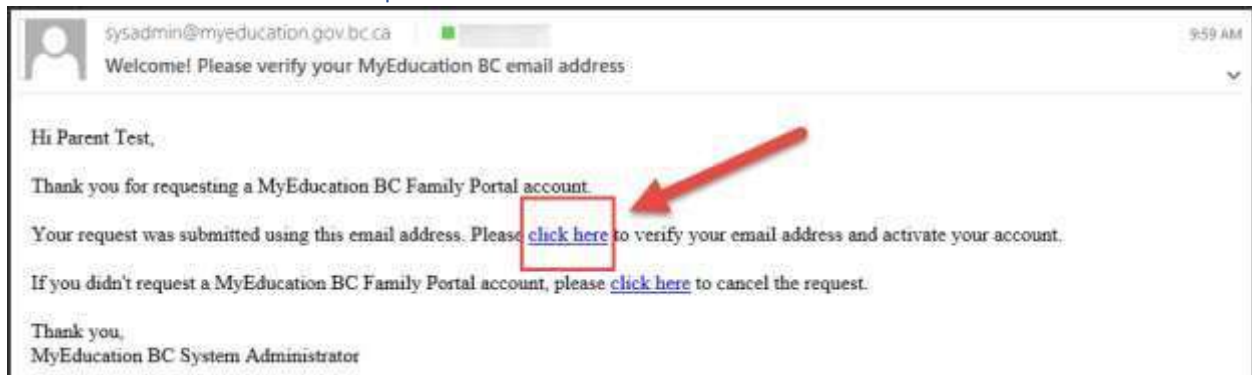 sysadmin@myeducation.gov.bc.ca
9:59 AM
Welcome! Please verify your MyEducation BC email address
Hi Parent Test,
Thank you for requesting a MyEducation BC Family Portal account.
Your request was submitted using this email address. Please click here to verify your email address and activate your account.
If you didn't request a MyEducation BC Family Portal account, please click here to cancel the request.
Thank you,
MyEducation BC System Administrator